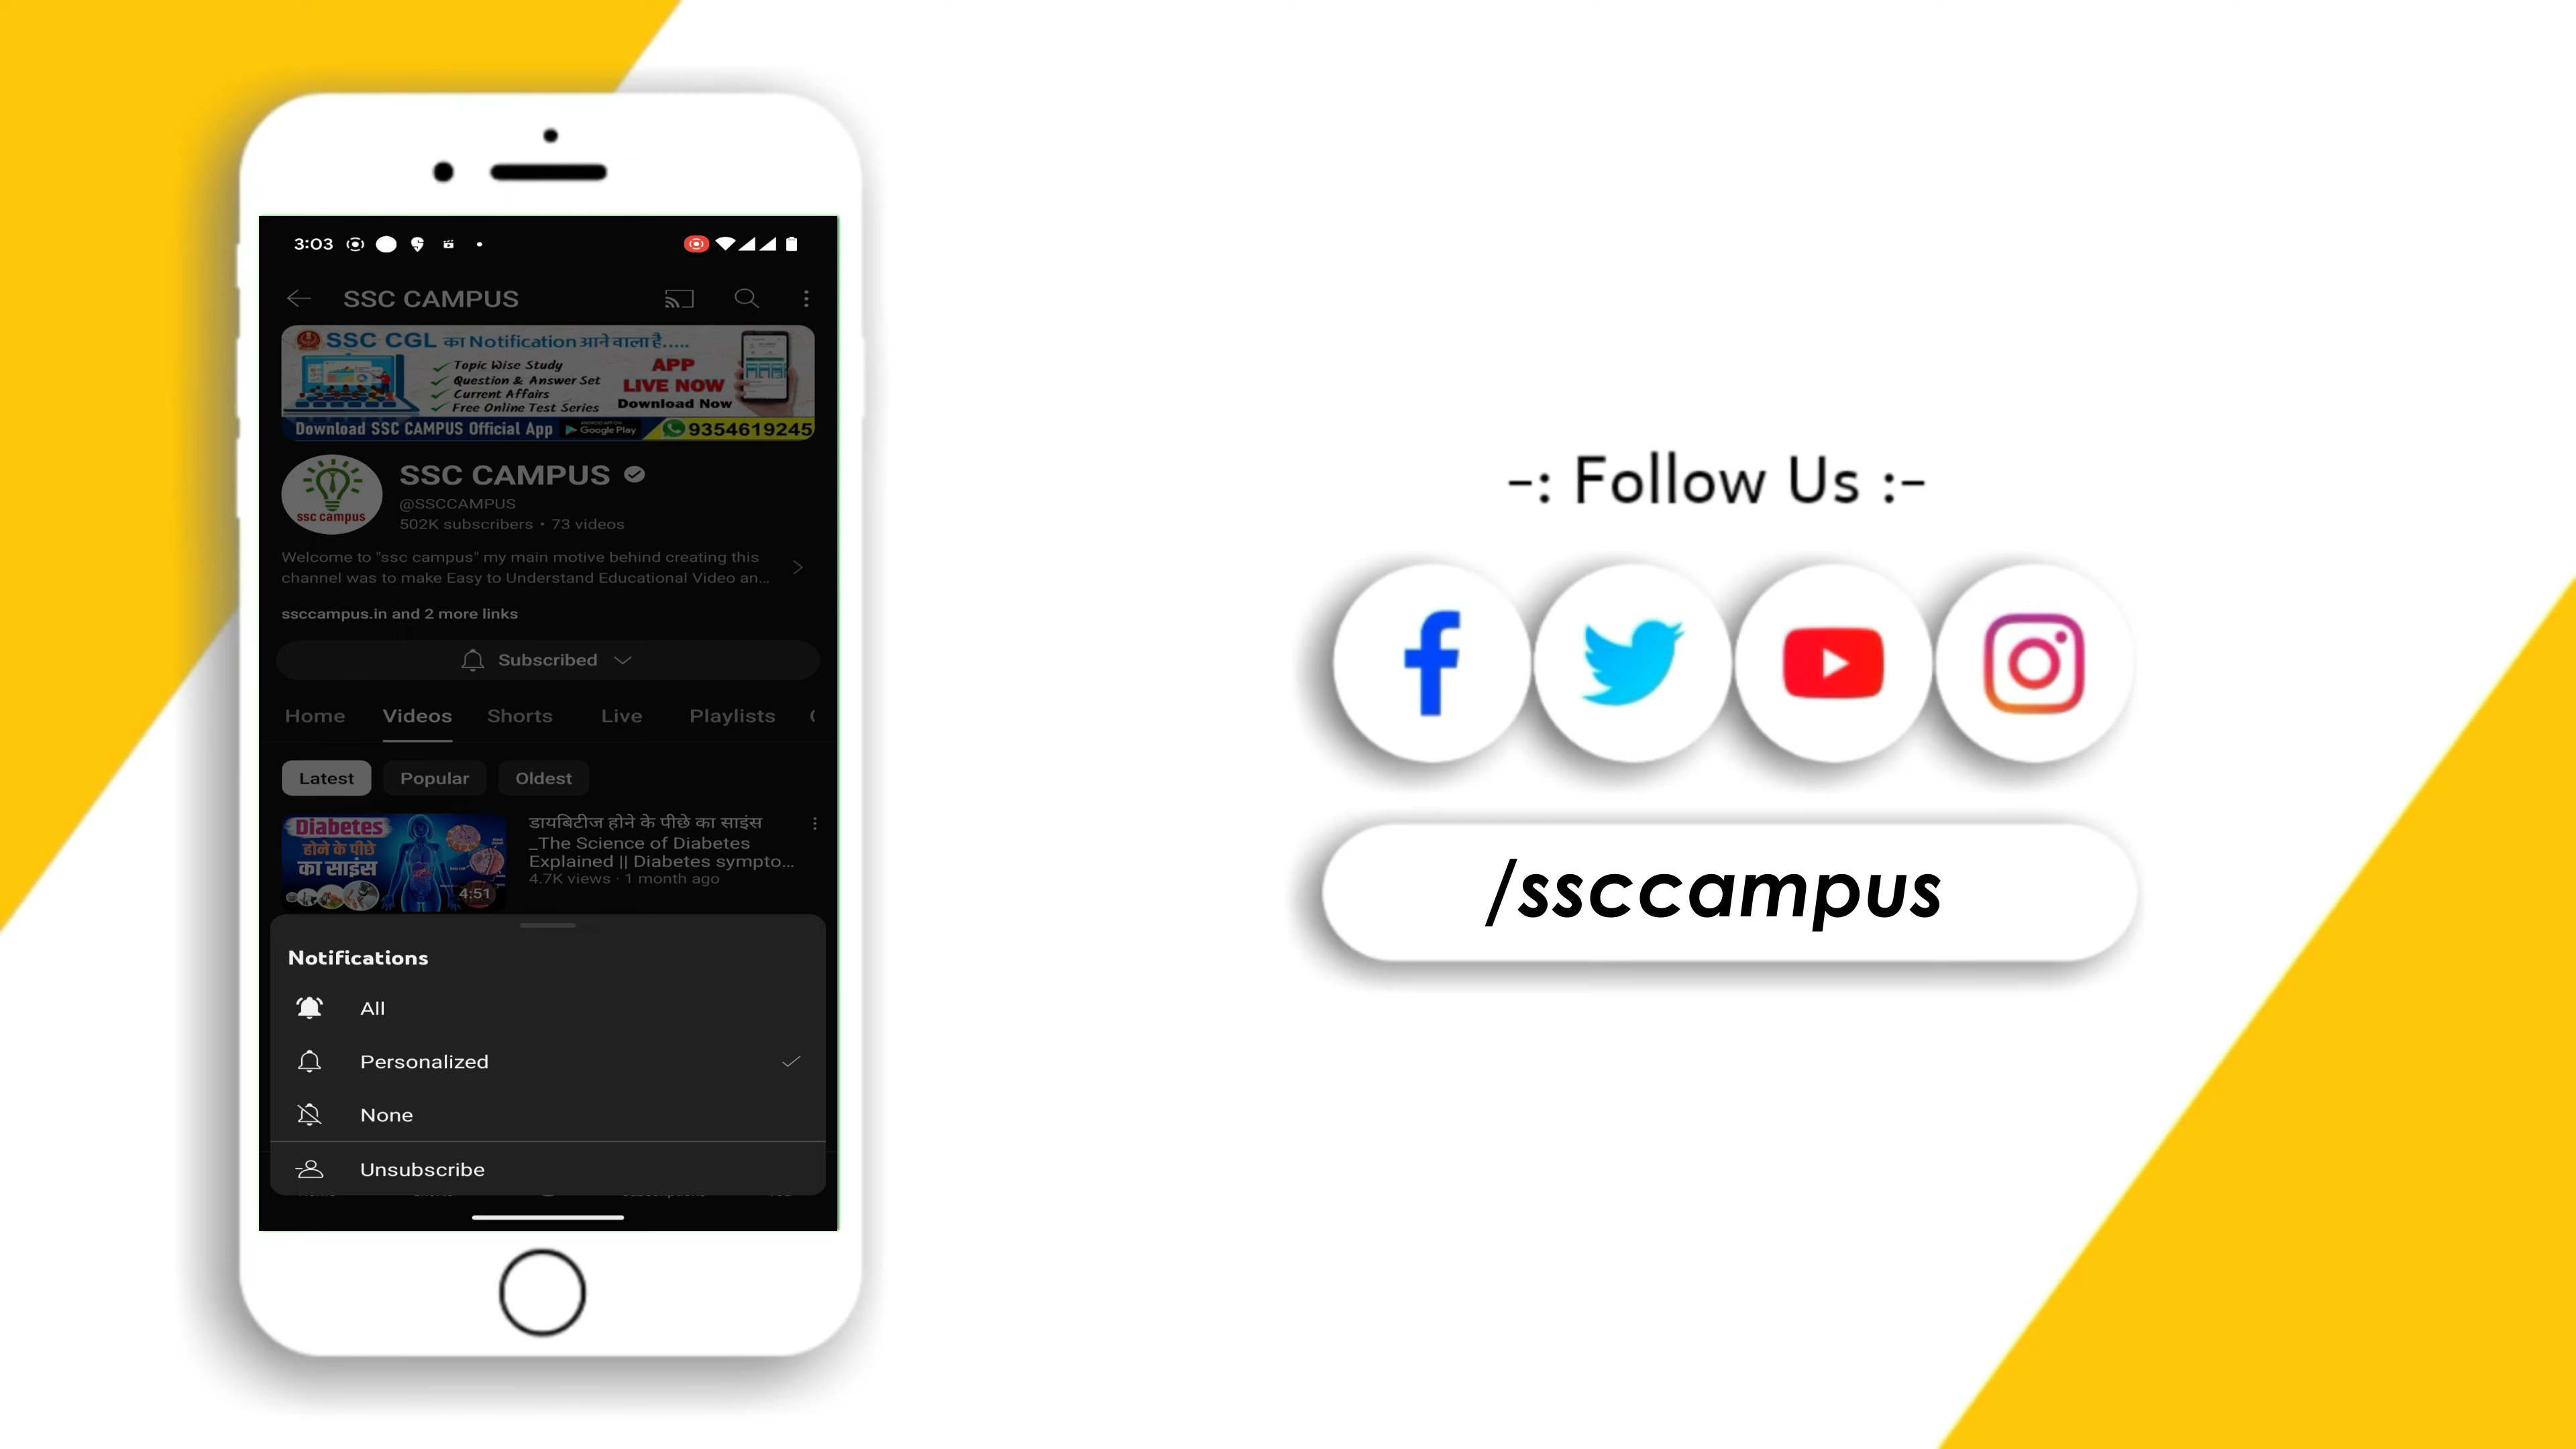 3:03
SSC CAMPUS
SSC CGL का Notification आने वाला है.....
Topic Wise Study
Question & Answer Set
Current Affairs
Free Online Test Series
APP
LIVE NOW
Download Now
Download SSC CAMPUS Official App
ANDROID APP ON
Google Play
9354619245
ssc campus
SSC CAMPUS
@SSCCAMPUS
502K subscribers • 73 videos
Welcome to "ssc campus" my main motive behind creating this
channel was to make Easy to Understand Educational Video an...
ssccampus.in and 2 more links
Subscribed
Home Videos Shorts Live Playlists
Latest Popular Oldest
Diabetes
होने के पीछे
का साइंस
4:51
डायबिटीज होने के पीछे का साइंस
_The Science of Diabetes
Explained || Diabetes sympto...
4.7K views · 1 month ago
Notifications
All
Personalized
None
Unsubscribe
-: Follow Us :-
/ssccampus